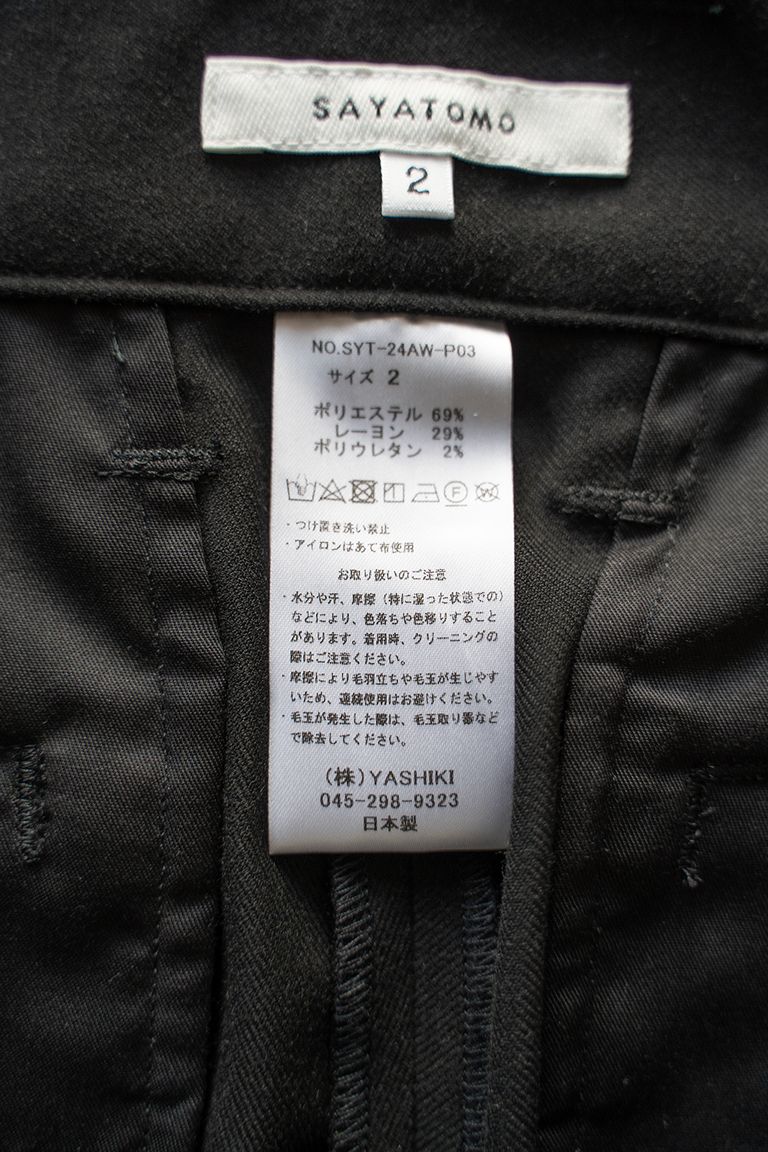 SAYATOMO
2
NO.SYT-24AW-P03
サイズ 2
ポリエステル 69%
レーヨン 29%
ポリウレタン 2%
・つけ置き洗い禁止
・アイロンはあて布使用
お取り扱いのご注意
・水分や汗、摩擦（特に湿った状態での）
などにより、色落ちや色移りすること
があります。着用時、クリーニングの
際はご注意ください。
・摩擦により毛羽立ちや毛玉が生じやす
いため、連続使用はお避けください。
・毛玉が発生した際は、毛玉取り器など
で除去してください。
（株）YASHIKI
045-298-9323
日本製